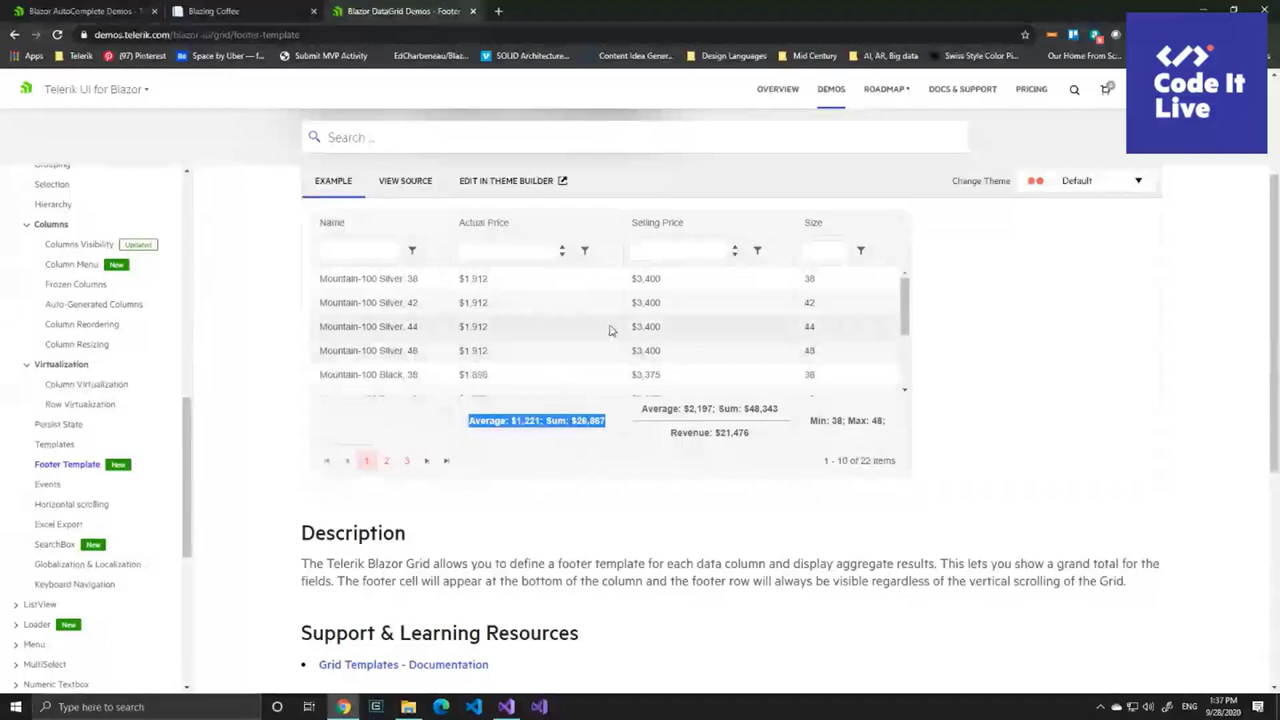 Blazor AutoComplete Demos - T
Blazing Coffee
Blazor DataGrid Demos - Footer
demos.telerik.com/blazor-ui/grid/footer-template
Apps
Telerik
(97) Pinterest
Space by Uber — f...
Submit MVP Activity
EdCharbeneau/Blaz...
SOLID Architecture...
Content Idea Gener...
Design Languages
Mid Century
AI, AR, Big data
Swiss Style Color Pi...
Our Home From Sc...
Code It
Live
Telerik UI for Blazor
OVERVIEW
DEMOS
ROADMAP
DOCS & SUPPORT
PRICING
0
Search ...
EXAMPLE
VIEW SOURCE
EDIT IN THEME BUILDER
Change Theme
Default
Grouping
Selection
Hierarchy
Columns
Columns Visibility Updated
Column Menu New
Frozen Columns
Auto-Generated Columns
Column Reordering
Column Resizing
Virtualization
Column Virtualization
Row Virtualization
Persist State
Templates
Footer Template New
Events
Horizontal scrolling
Excel Export
SearchBox New
Globalization & Localization
Keyboard Navigation
ListView
Loader New
Menu
MultiSelect
Numeric Textbox
Name Actual Price Selling Price Size
Mountain-100 Silver, 38 $1,912 $3,400 38
Mountain-100 Silver, 42 $1,912 $3,400 42
Mountain-100 Silver, 44 $1,912 $3,400 44
Mountain-100 Silver, 48 $1,912 $3,400 48
Mountain-100 Black, 38 $1,898 $3,375 38
Average: $1,221; Sum: $26,867
Average: $2,197; Sum: $48,343
Revenue: $21,476
Min: 38; Max: 48;
1 2 3
1 - 10 of 22 items
Description
The Telerik Blazor Grid allows you to define a footer template for each data column and display aggregate results. This lets you show a grand total for the
fields. The footer cell will appear at the bottom of the column and the footer row will always be visible regardless of the vertical scrolling of the Grid.
Support & Learning Resources
• Grid Templates - Documentation
Type here to search
ENG
1:37 PM
9/28/2020